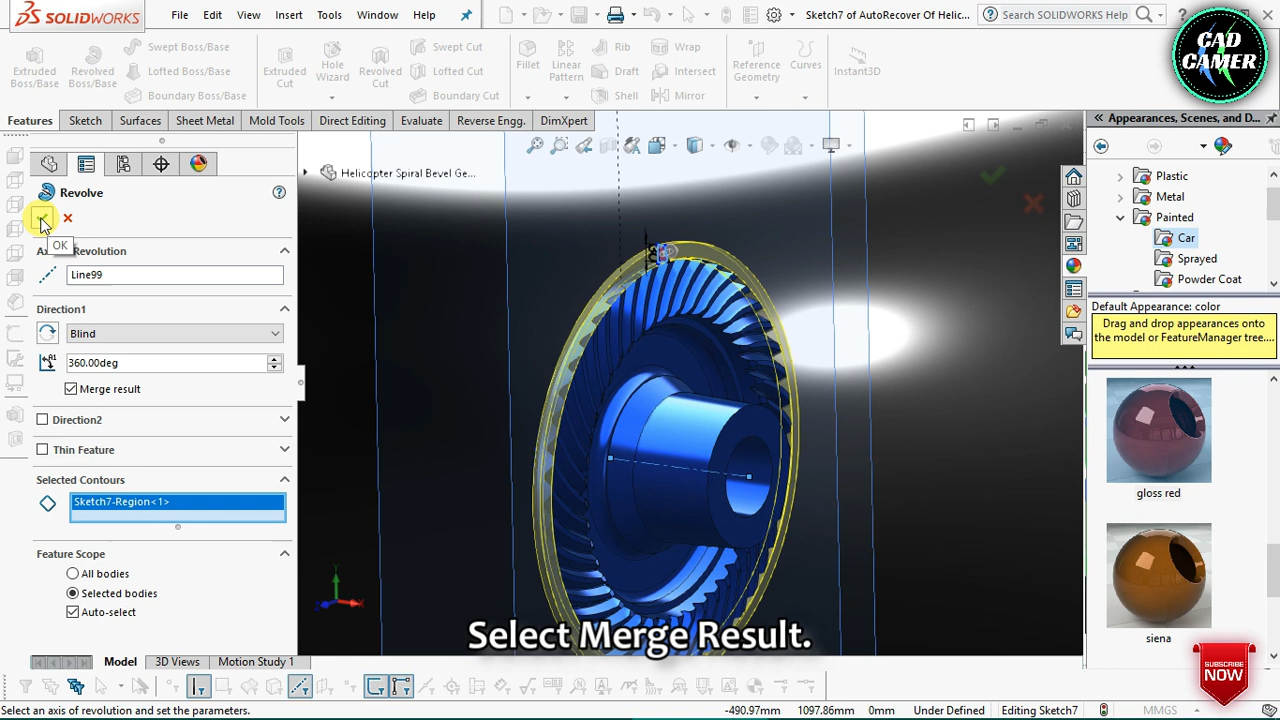 SOLIDWORKS
File
Edit
View
Insert
Tools
Window
Help
Sketch7 of AutoRecover Of Helic...
Search SOLIDWORKS Help
CAD
GAMER
Extruded
Boss/Base
Revolved
Boss/Base
Swept Boss/Base
Lofted Boss/Base
Boundary Boss/Base
Extruded
Cut
Hole
Wizard
Revolved
Cut
Swept Cut
Lofted Cut
Boundary Cut
Fillet
Linear
Pattern
Rib
Draft
Shell
Wrap
Intersect
Mirror
Reference
Geometry
Curves
Instant3D
Features
Sketch
Surfaces
Sheet Metal
Mold Tools
Direct Editing
Evaluate
Reverse Engg.
DimXpert
Appearances, Scenes, and D...
Helicopter Spiral Bevel Ge...
Revolve
OK
Revolution
Line99
Direction1
Blind
360.00deg
Merge result
Direction2
Thin Feature
Selected Contours
Sketch7-Region<1>
Feature Scope
All bodies
Selected bodies
Auto-select
Plastic
Metal
Painted
Car
Sprayed
Powder Coat
Default Appearance: color
Drag and drop appearances onto
the model or FeatureManager tree....
gloss red
siena
Select Merge Result.
SUBSCRIBE
NOW
Model
3D Views
Motion Study 1
Select an axis of revolution and set the parameters.
-490.97mm
1097.86mm
0mm
Under Defined
Editing Sketch7
MMGS